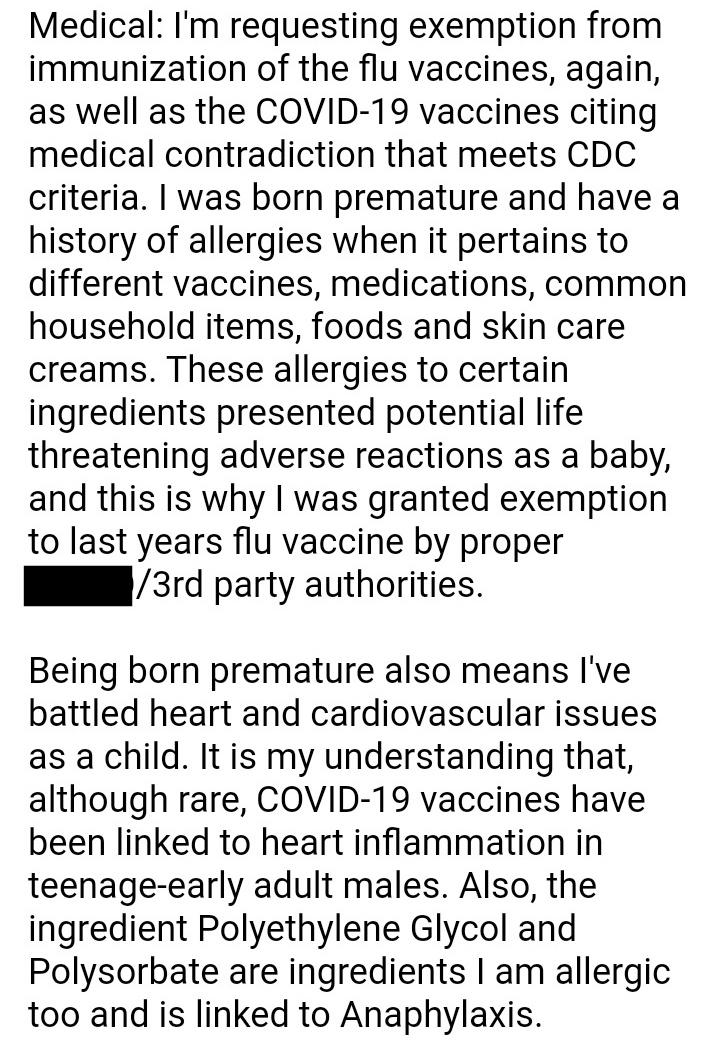 Medical: I'm requesting exemption from
immunization of the flu vaccines, again,
as well as the COVID-19 vaccines citing
medical contradiction that meets CDC
criteria. I was born premature and have a
history of allergies when it pertains to
different vaccines, medications, common
household items, foods and skin care
creams. These allergies to certain
ingredients presented potential life
threatening adverse reactions as a baby,
and this is why I was granted exemption
to last years flu vaccine by proper
/3rd party authorities.
Being born premature also means I've
battled heart and cardiovascular issues
as a child. It is my understanding that,
although rare, COVID-19 vaccines have
been linked to heart inflammation in
teenage-early adult males. Also, the
ingredient Polyethylene Glycol and
Polysorbate are ingredients I am allergic
too and is linked to Anaphylaxis.